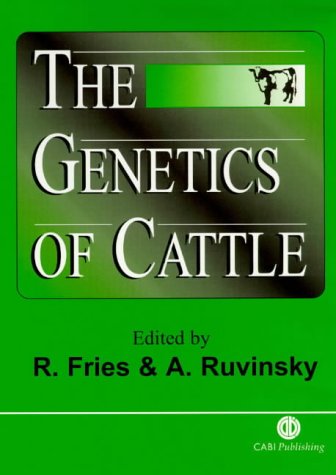 THE
GENETICS
OF CATTLE
Edited by
R. Fries & A. Ruvinsky
CABI Publishing